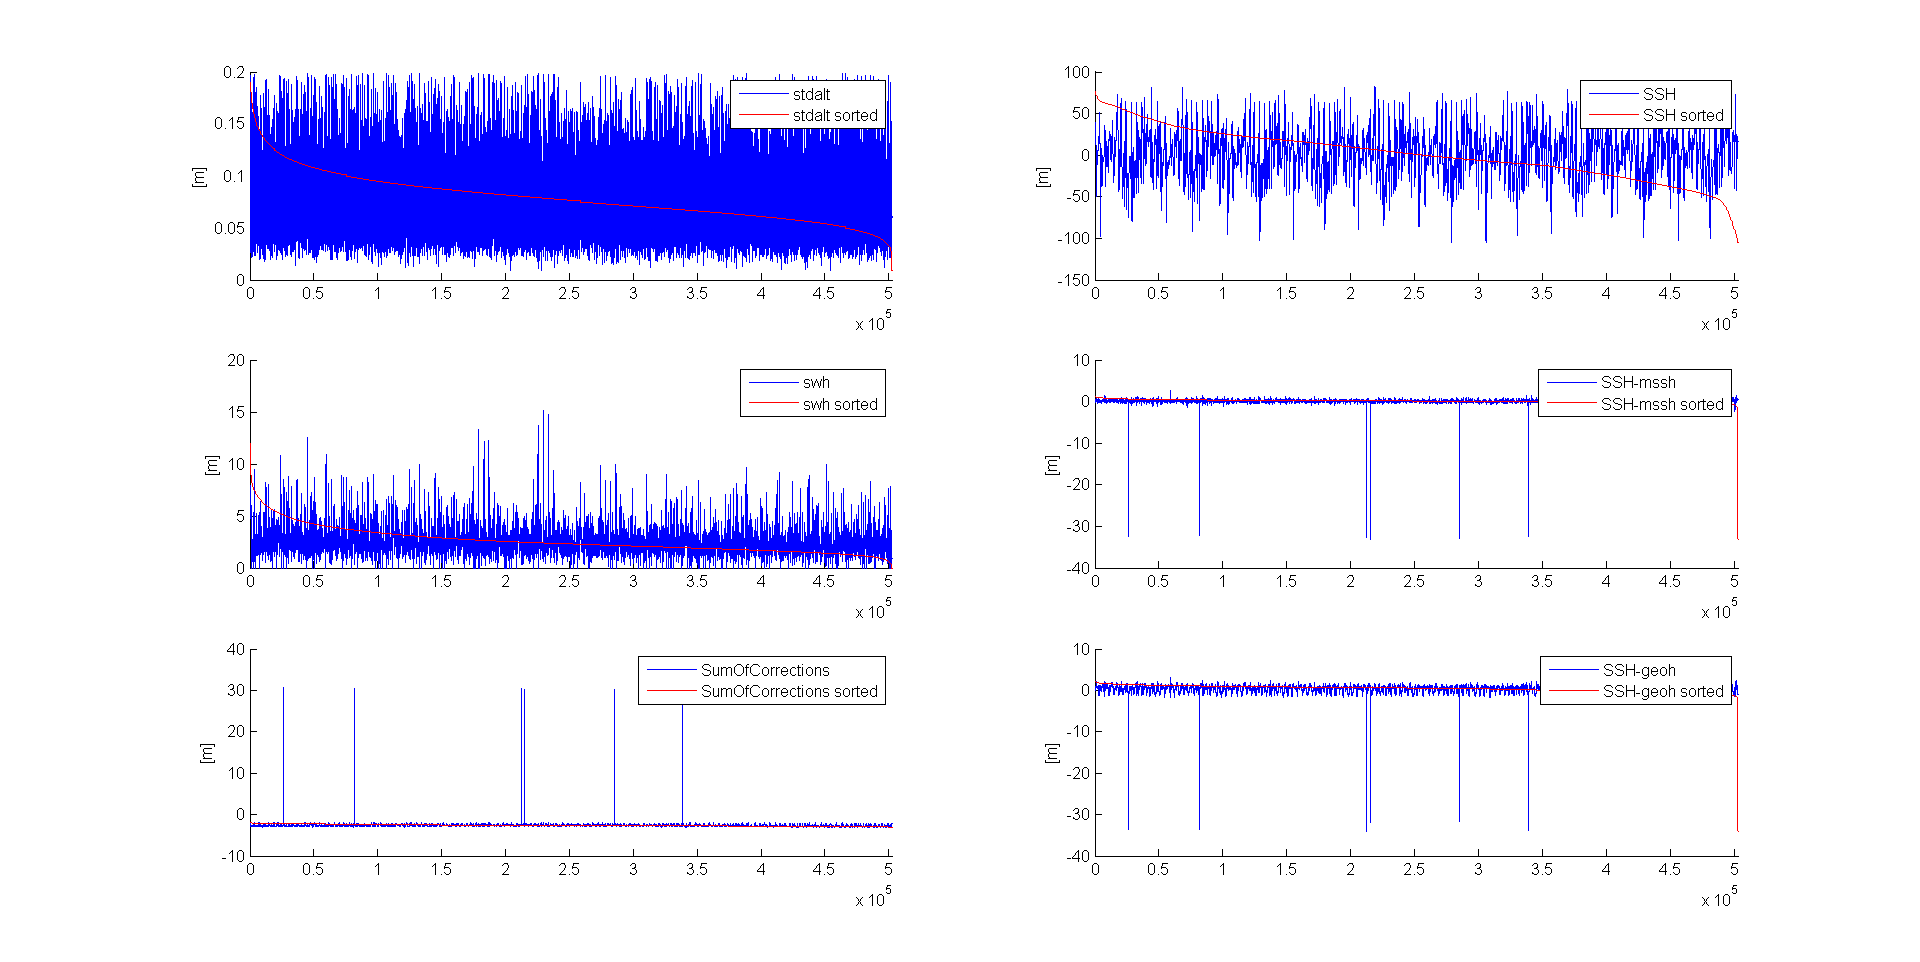 0.2
0.15
0.1
0.05
0
[m]
stdalt
stdalt sorted
0 0.5 1 1.5 2 2.5 3 3.5 4 4.5 5
x 10^5
100
50
0
-50
-100
-150
[m]
SSH
SSH sorted
0 0.5 1 1.5 2 2.5 3 3.5 4 4.5 5
x 10^5
20
15
10
5
0
[m]
swh
swh sorted
0 0.5 1 1.5 2 2.5 3 3.5 4 4.5 5
x 10^5
10
0
-10
-20
-30
-40
[m]
SSH-mssh
SSH-mssh sorted
0 0.5 1 1.5 2 2.5 3 3.5 4 4.5 5
x 10^5
40
30
20
10
0
-10
[m]
SumOfCorrections
SumOfCorrections sorted
0 0.5 1 1.5 2 2.5 3 3.5 4 4.5 5
x 10^5
10
0
-10
-20
-30
-40
[m]
SSH-geoh
SSH-geoh sorted
0 0.5 1 1.5 2 2.5 3 3.5 4 4.5 5
x 10^5